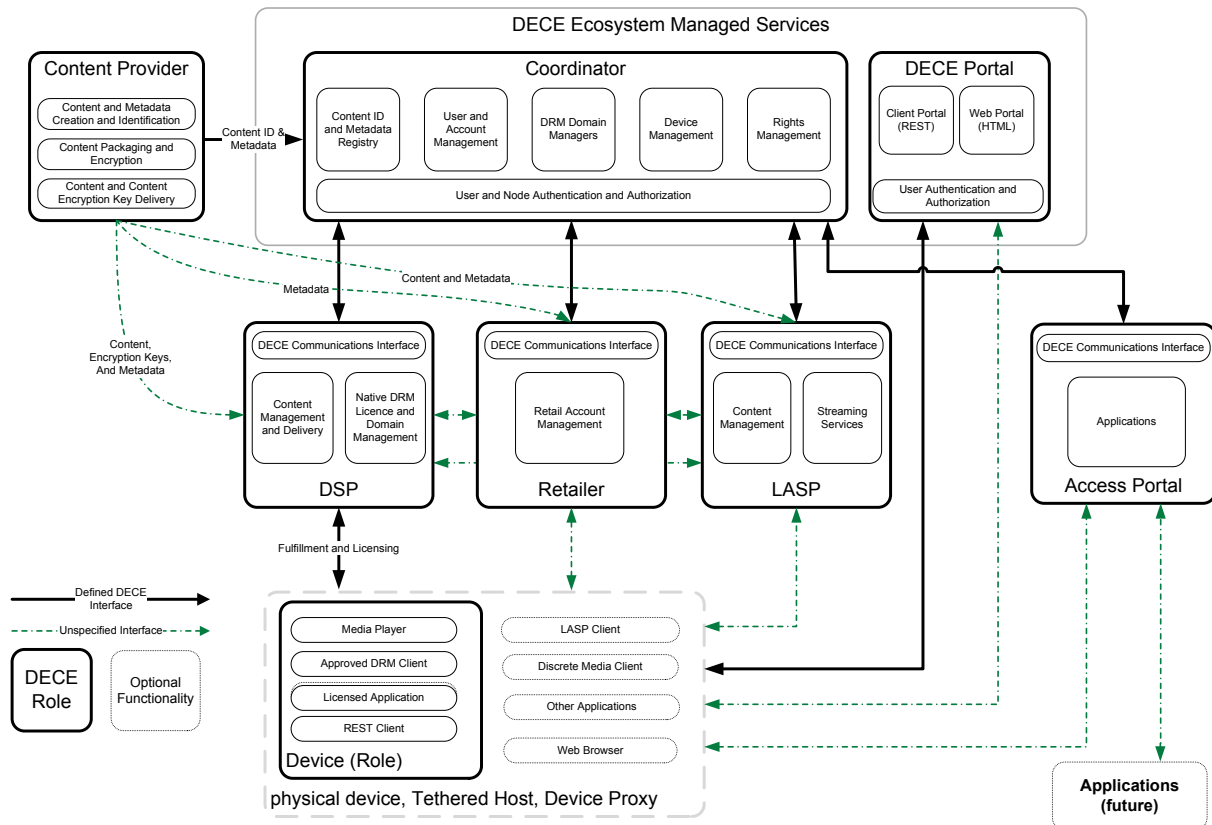 DECE Ecosystem Managed Services
Content Provider
Content and Metadata
Creation and Identification
Content Packaging and
Encryption
Content and Content
Encryption Key Delivery
Content ID &
Metadata
Coordinator
Content ID
and Metadata
Registry
User and
Account
Management
DRM Domain
Managers
Device
Management
Rights
Management
User and Node Authentication and Authorization
DECE Portal
Client Portal
(REST)
Web Portal
(HTML)
User Authentication and
Authorization
Content and Metadata
Metadata
Content,
Encryption Keys,
And Metadata
DECE Communications Interface
Content
Management
and Delivery
Native DRM
Licence and
Domain
Management
DSP
DECE Communications Interface
Retail Account
Management
Retailer
DECE Communications Interface
Content
Management
Streaming
Services
LASP
DECE Communications Interface
Applications
Access Portal
Fulfillment and Licensing
Defined DECE
Interface
Unspecified Interface
DECE
Role
Optional
Functionality
Media Player
Approved DRM Client
Licensed Application
REST Client
Device (Role)
LASP Client
Discrete Media Client
Other Applications
Web Browser
physical device, Tethered Host, Device Proxy
Applications
(future)